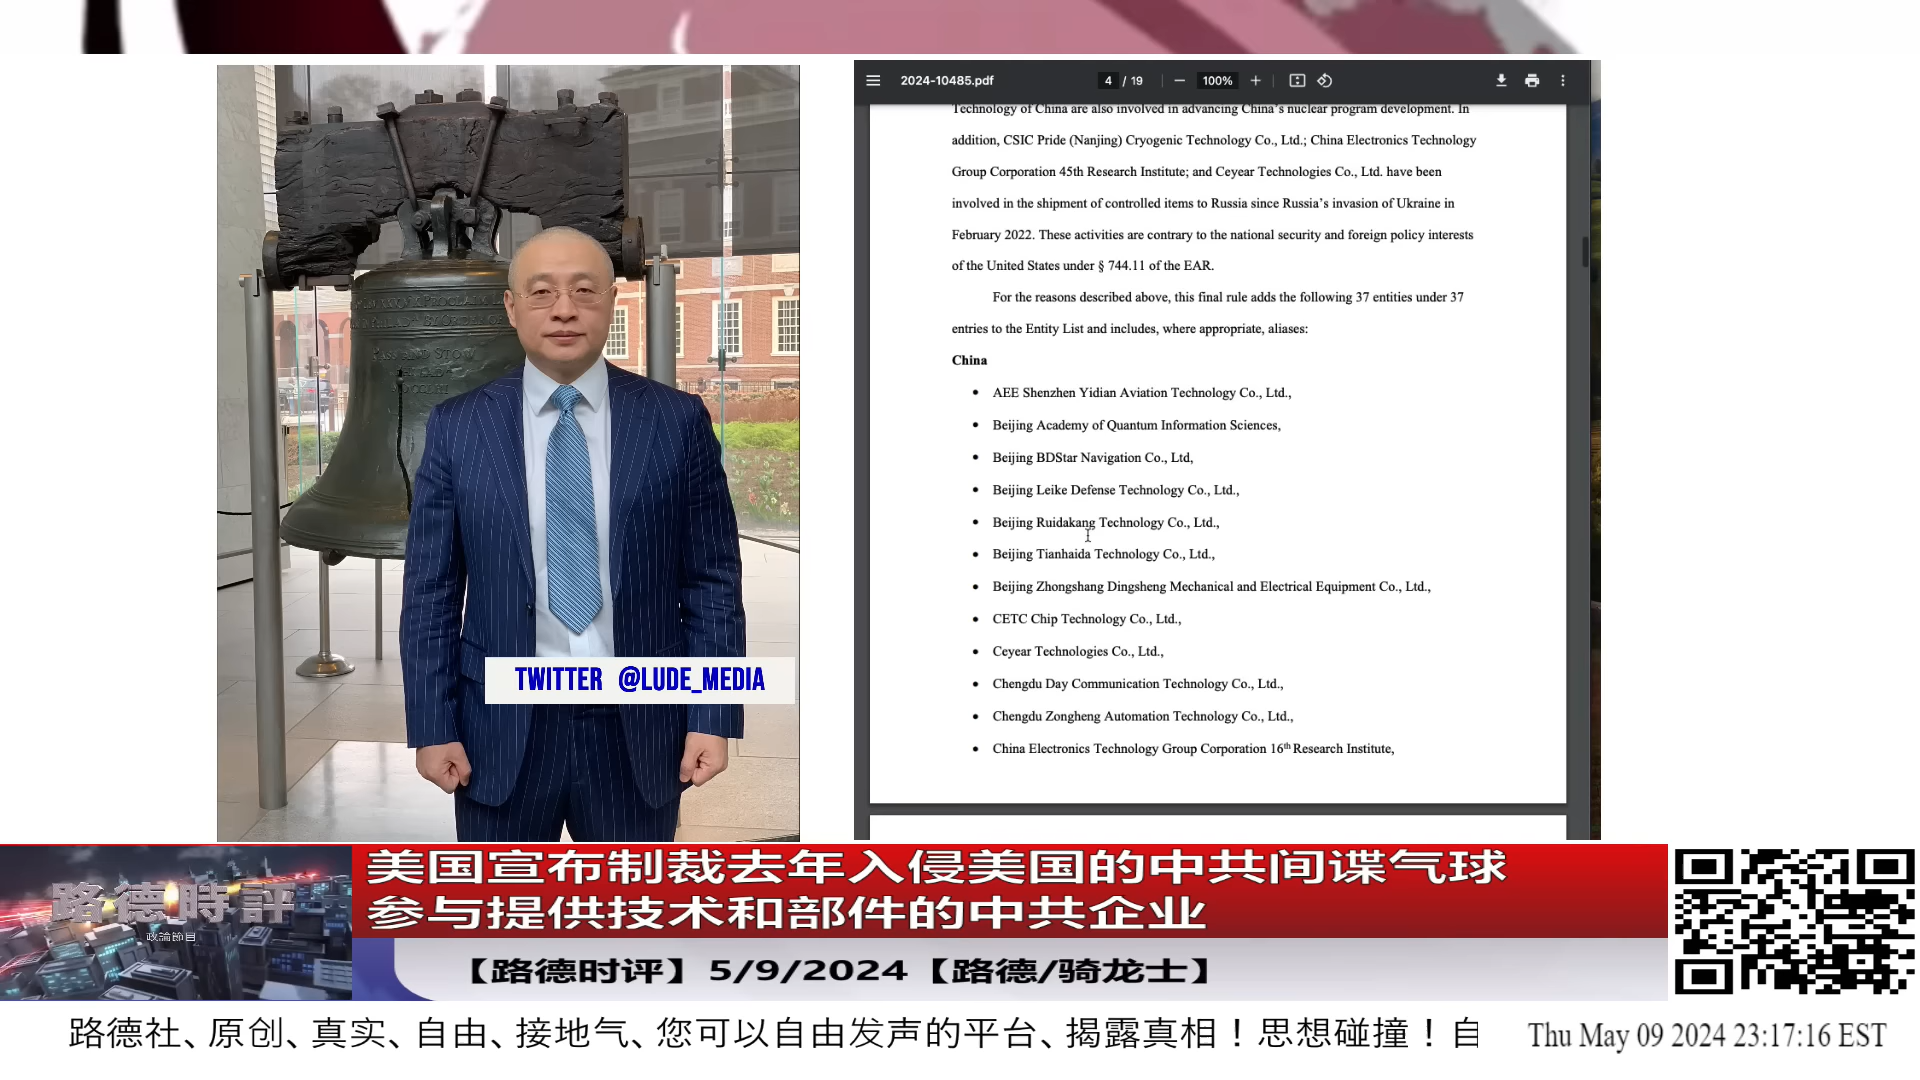 2024-10485.pdf
4 / 19
100%
Technology of China are also involved in advancing China's nuclear program development. In
addition, CSIC Pride (Nanjing) Cryogenic Technology Co., Ltd.; China Electronics Technology
Group Corporation 45th Research Institute; and Ceyear Technologies Co., Ltd. have been
involved in the shipment of controlled items to Russia since Russia's invasion of Ukraine in
February 2022. These activities are contrary to the national security and foreign policy interests
of the United States under § 744.11 of the EAR.
For the reasons described above, this final rule adds the following 37 entities under 37
entries to the Entity List and includes, where appropriate, aliases:
China
• AEE Shenzhen Yidian Aviation Technology Co., Ltd.,
• Beijing Academy of Quantum Information Sciences,
• Beijing BDStar Navigation Co., Ltd,
• Beijing Leike Defense Technology Co., Ltd.,
• Beijing Ruidakang Technology Co., Ltd.,
• Beijing Tianhaida Technology Co., Ltd.,
• Beijing Zhongshang Dingsheng Mechanical and Electrical Equipment Co., Ltd.,
• CETC Chip Technology Co., Ltd.,
• Ceyear Technologies Co., Ltd.,
• Chengdu Day Communication Technology Co., Ltd.,
• Chengdu Zongheng Automation Technology Co., Ltd.,
• China Electronics Technology Group Corporation 16th Research Institute,
PASS AND STOW
TWITTER @LUDE_MEDIA
路德時評
政論節目
美国宣布制裁去年入侵美国的中共间谍气球
参与提供技术和部件的中共企业
【路德时评】5/9/2024【路德/骑龙士】
路德社、原创、真实、自由、接地气、您可以自由发声的平台、揭露真相！思想碰撞！自
Thu May 09 2024 23:17:16 EST